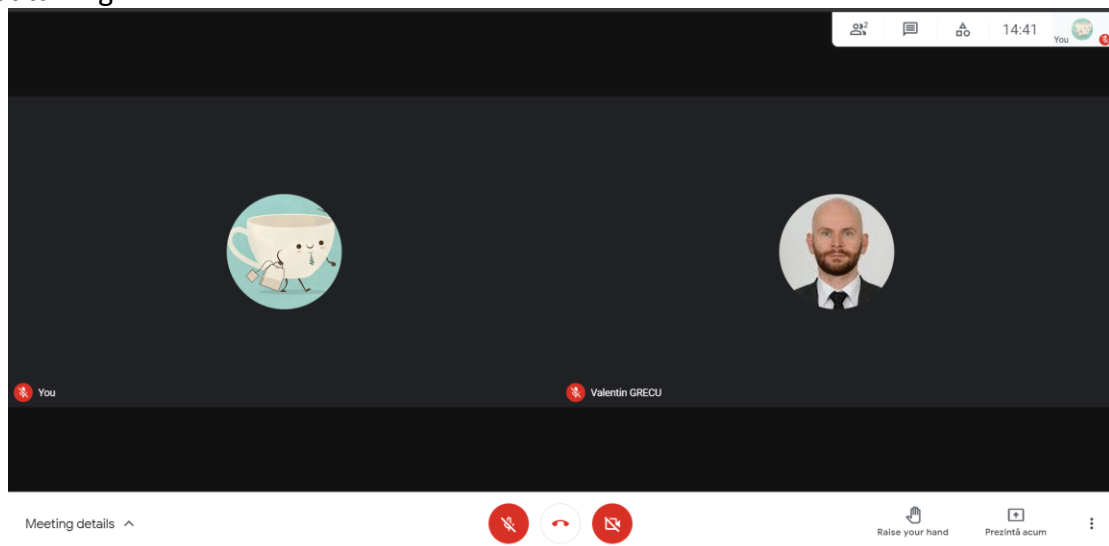 2
14:41
You
You
Valentin GRECU
Meeting details
Raise your hand
Prezintă acum